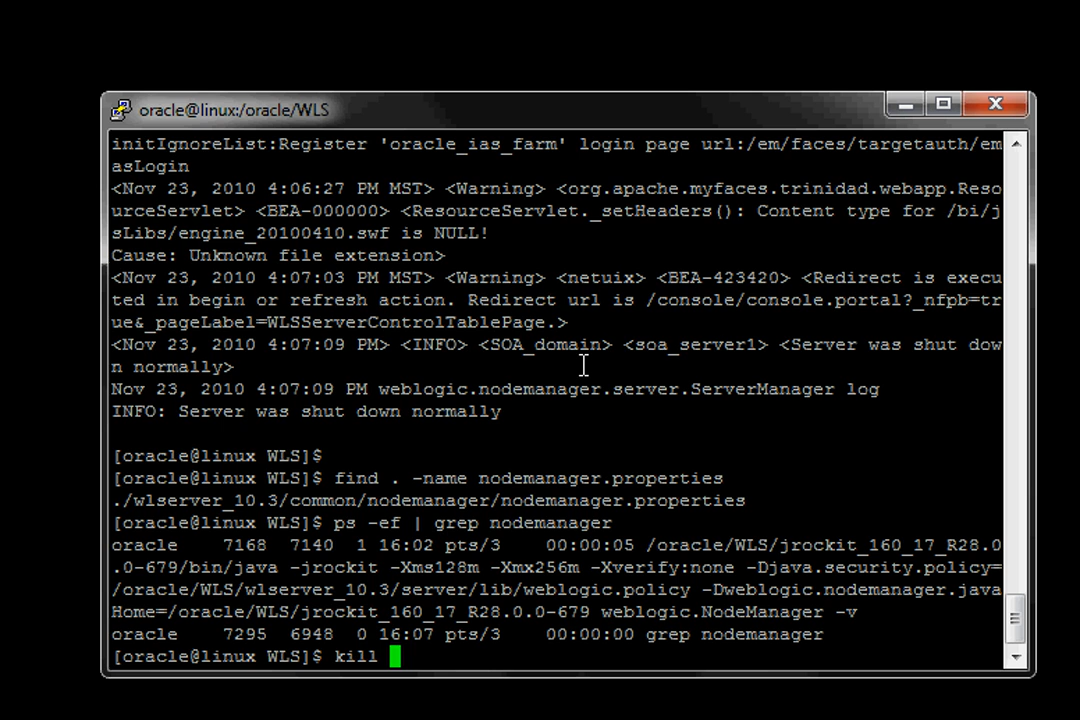 oracle@linux:/oracle/WLS
initIgnoreList:Register 'oracle_ias_farm' login page url:/em/faces/targetauth/em
asLogin
<Nov 23, 2010 4:06:27 PM MST> <Warning> <org.apache.myfaces.trinidad.webapp.Reso
urceServlet> <BEA-000000> <ResourceServlet._setHeaders(): Content type for /bi/j
sLibs/engine_20100410.swf is NULL!
Cause: Unknown file extension>
<Nov 23, 2010 4:07:03 PM MST> <Warning> <netuix> <BEA-423420> <Redirect is execu
ted in begin or refresh action. Redirect url is /console/console.portal?_nfpb=tr
ue&_pageLabel=WLSServerControlTablePage.>
<Nov 23, 2010 4:07:09 PM> <INFO> <SOA_domain> <soa_server1> <Server was shut dow
n normally>
Nov 23, 2010 4:07:09 PM weblogic.nodemanager.server.ServerManager log
INFO: Server was shut down normally
[oracle@linux WLS]$
[oracle@linux WLS]$ find . -name nodemanager.properties
./wlserver_10.3/common/nodemanager/nodemanager.properties
[oracle@linux WLS]$ ps -ef | grep nodemanager
oracle    7168  7140  1 16:02 pts/3    00:00:05 /oracle/WLS/jrockit_160_17_R28.0
.0-679/bin/java -jrockit -Xms128m -Xmx256m -Xverify:none -Djava.security.policy=
/oracle/WLS/wlserver_10.3/server/lib/weblogic.policy -Dweblogic.nodemanager.java
Home=/oracle/WLS/jrockit_160_17_R28.0.0-679 weblogic.NodeManager -v
oracle    7295  6948  0 16:07 pts/3    00:00:00 grep nodemanager
[oracle@linux WLS]$ kill